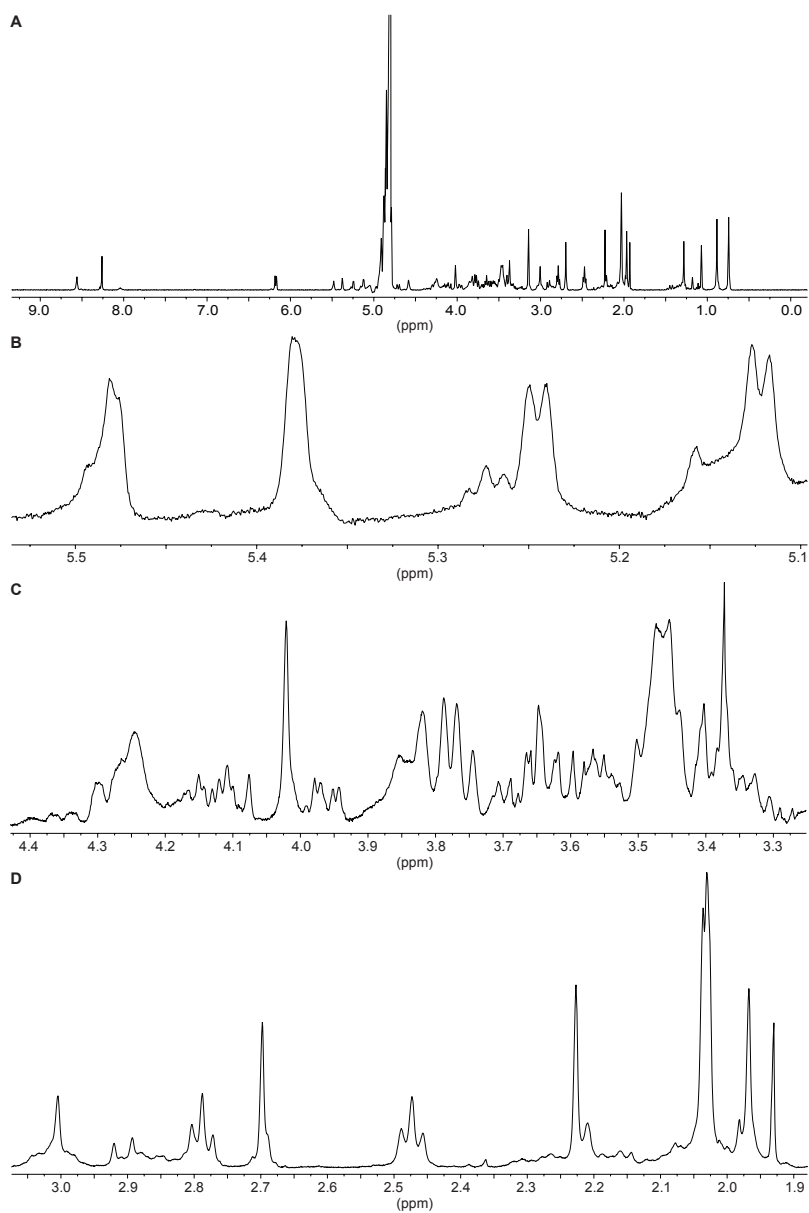 A
9.0 8.0 7.0 6.0 5.0 4.0 3.0 2.0 1.0 0.0
(ppm)
B
5.5 5.4 5.3 5.2 5.1
(ppm)
C
4.4 4.3 4.2 4.1 4.0 3.9 3.8 3.7 3.6 3.5 3.4 3.3
(ppm)
D
3.0 2.9 2.8 2.7 2.6 2.5 2.4 2.3 2.2 2.1 2.0 1.9
(ppm)